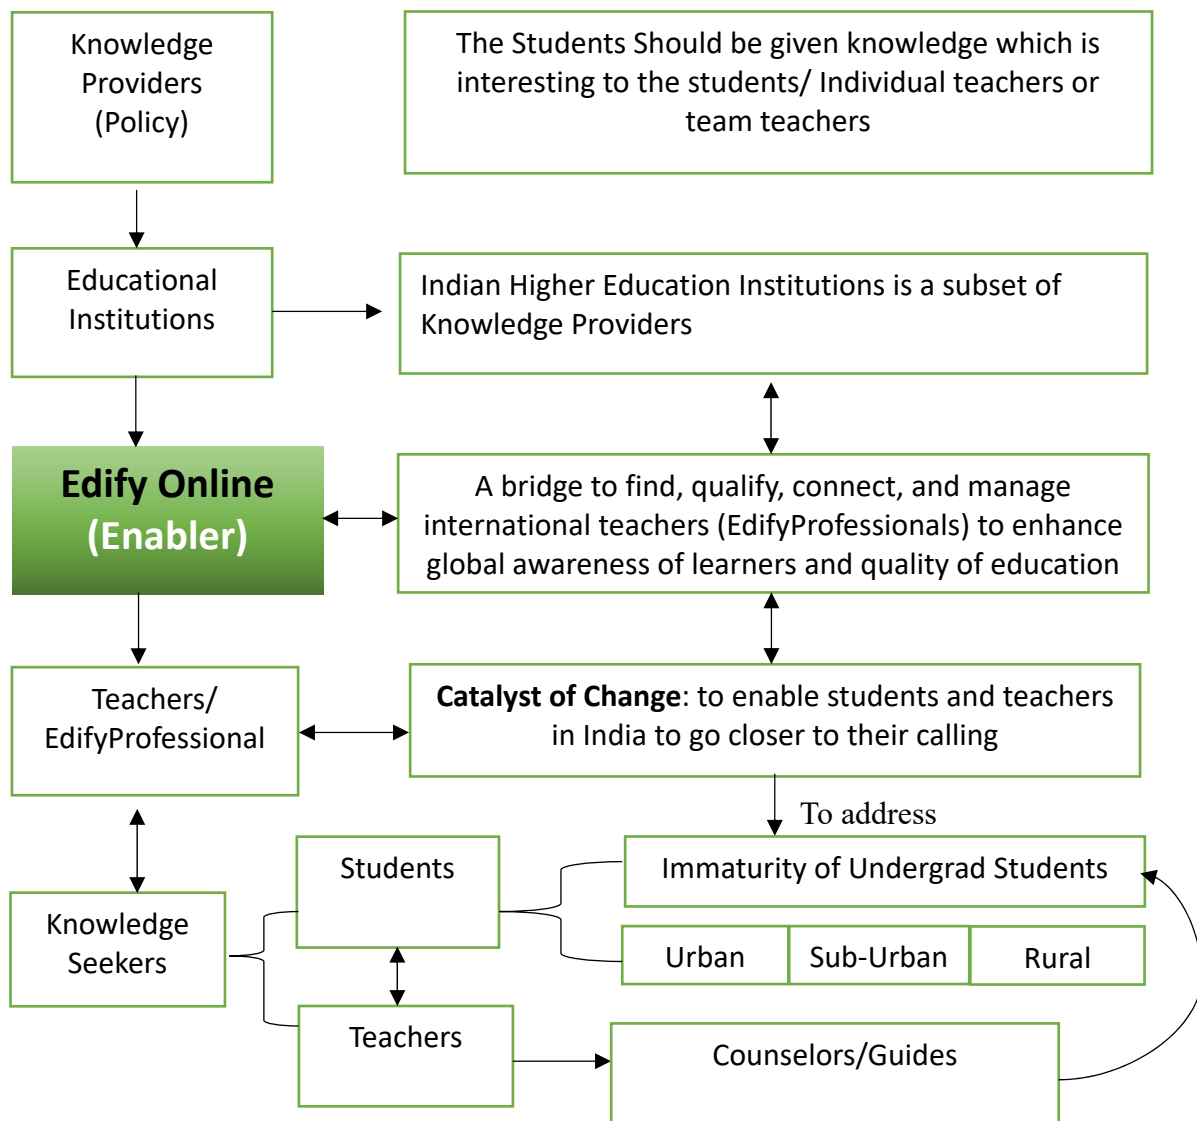 Knowledge
Providers
(Policy)
The Students Should be given knowledge which is
interesting to the students/ Individual teachers or
team teachers
Educational
Institutions
Indian Higher Education Institutions is a subset of
Knowledge Providers
Edify Online
(Enabler)
A bridge to find, qualify, connect, and manage
international teachers (EdifyProfessionals) to enhance
global awareness of learners and quality of education
Teachers/
EdifyProfessional
Catalyst of Change: to enable students and teachers
in India to go closer to their calling
To address
Students
Immaturity of Undergrad Students
Knowledge
Seekers
Urban
Sub-Urban
Rural
Teachers
Counselors/Guides